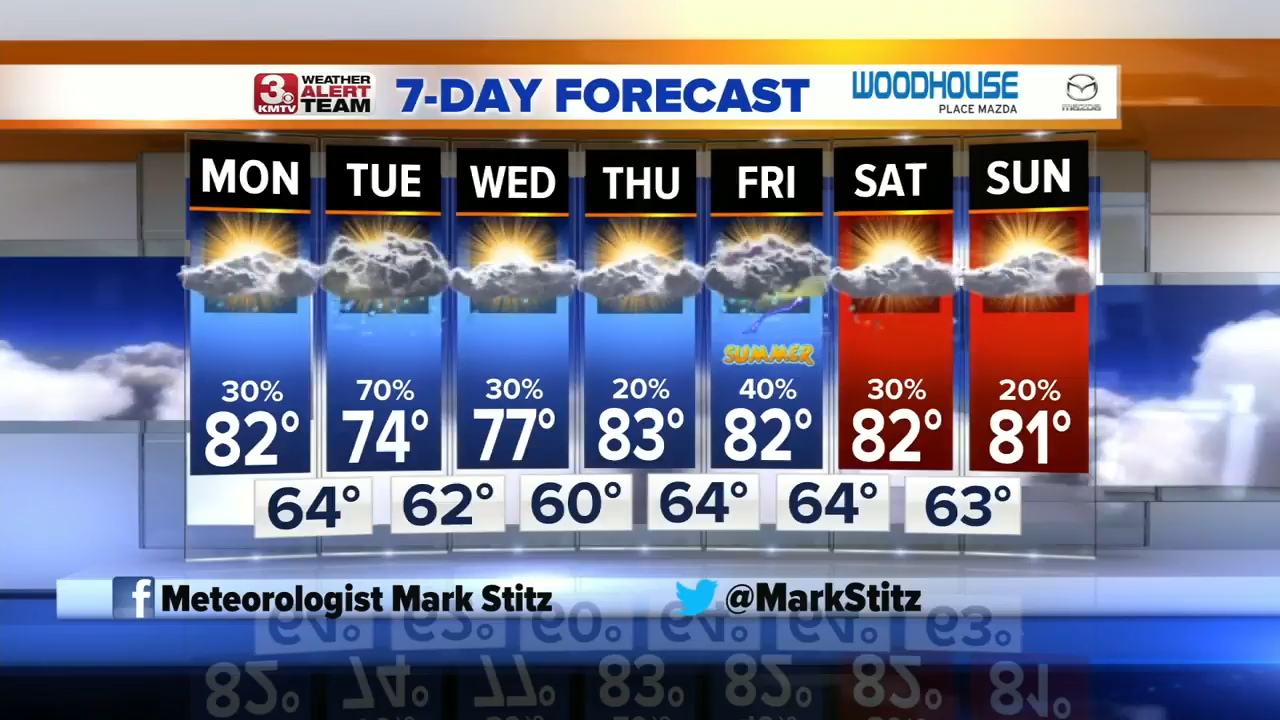 3
KMTV
WEATHER
ALERT
TEAM
7-DAY FORECAST
WOODHOUSE
PLACE MAZDA
mazda
MON TUE WED THU FRI SAT SUN
SUMMER
30% 70% 30% 20% 40% 30% 20%
82° 74° 77° 83° 82° 82° 81°
64° 62° 60° 64° 64° 63°
f Meteorologist Mark Stitz @MarkStitz